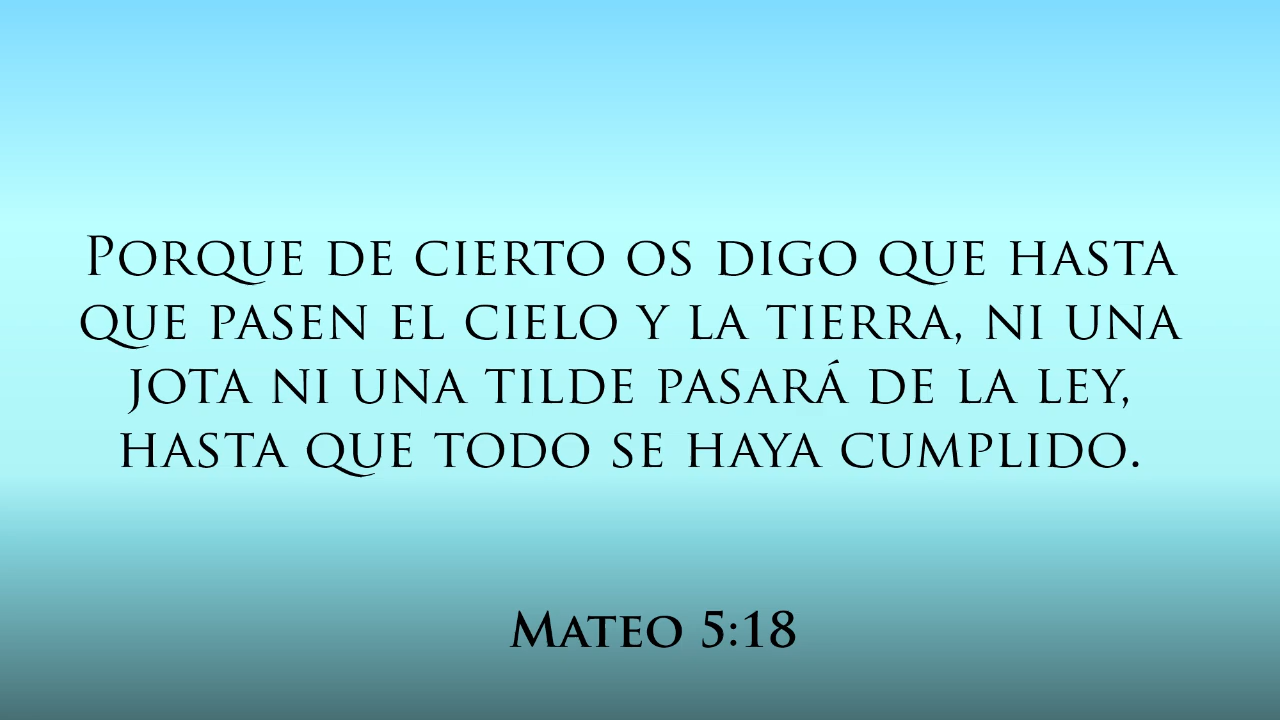 Porque de cierto os digo que hasta
que pasen el cielo y la tierra, ni una
jota ni una tilde pasará de la ley,
hasta que todo se haya cumplido.
Mateo 5:18